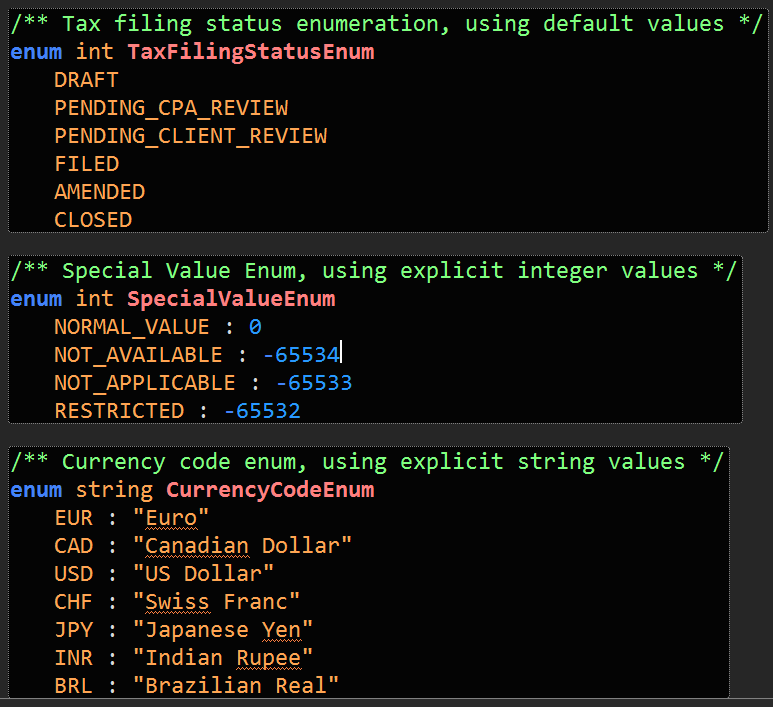 /** Tax filing status enumeration, using default values */
enum int TaxFilingStatusEnum
DRAFT
PENDING_CPA_REVIEW
PENDING_CLIENT_REVIEW
FILED
AMENDED
CLOSED
/** Special Value Enum, using explicit integer values */
enum int SpecialValueEnum
NORMAL_VALUE : 0
NOT_AVAILABLE : -65534
NOT_APPLICABLE : -65533
RESTRICTED : -65532
/** Currency code enum, using explicit string values */
enum string CurrencyCodeEnum
EUR : "Euro"
CAD : "Canadian Dollar"
USD : "US Dollar"
CHF : "Swiss Franc"
JPY : "Japanese Yen"
INR : "Indian Rupee"
BRL : "Brazilian Real"